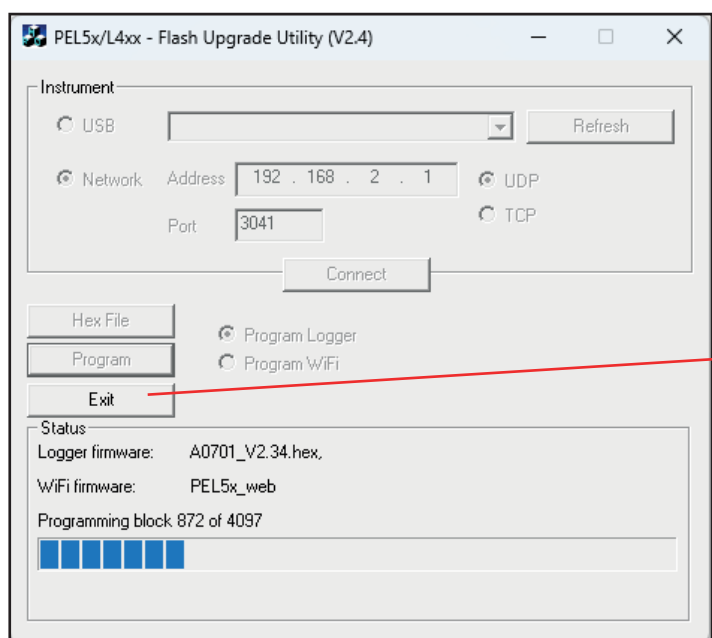 PEL5x/L4xx - Flash Upgrade Utility (V2.4)
Instrument
USB
Refresh
Network Address 192 . 168 . 2 . 1 UDP
Port 3041 TCP
Connect
Hex File
Program Logger
Program
Program WiFi
Exit
Status
Logger firmware: A0701_V2.34.hex,
WiFi firmware: PEL5x_web
Programming block 872 of 4097